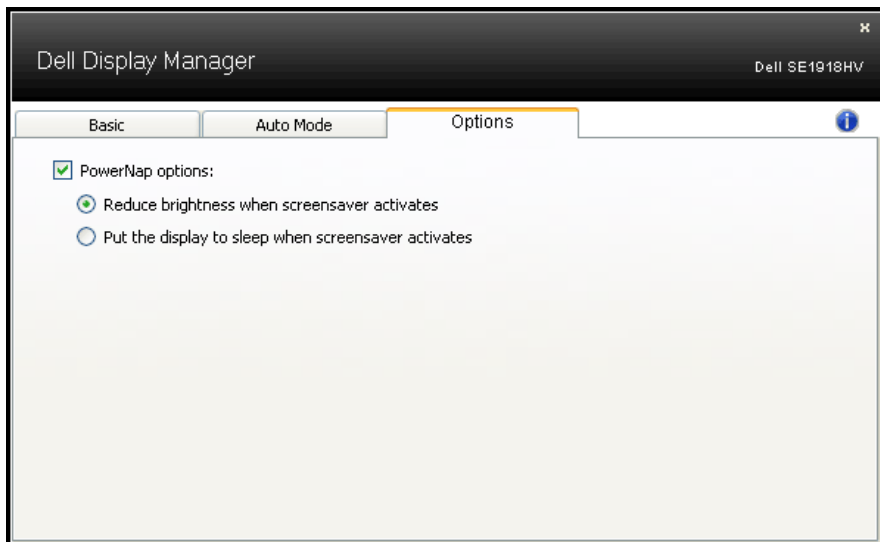 Dell Display Manager
Dell SE1918HV
Basic
Auto Mode
Options
PowerNap options:
Reduce brightness when screensaver activates
Put the display to sleep when screensaver activates